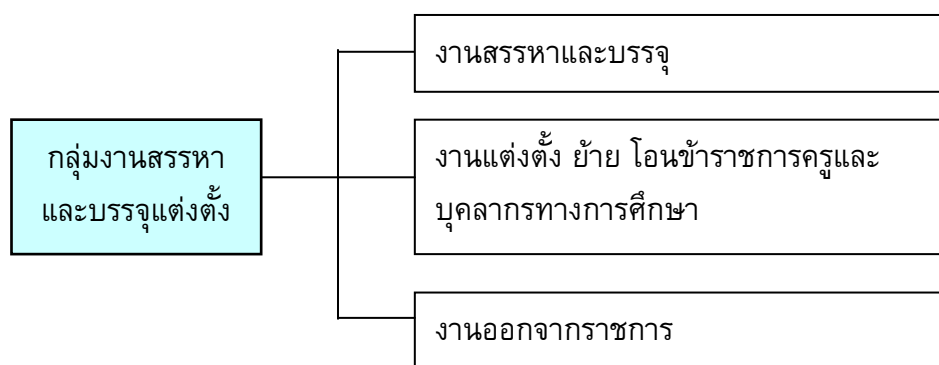 กลุ่มงานสรรหา
และบรรจุแต่งตั้ง
งานสรรหาและบรรจุ
งานแต่งตั้ง ย้าย โอนข้าราชการครูและ
บุคลากรทางการศึกษา
งานออกจากราชการ